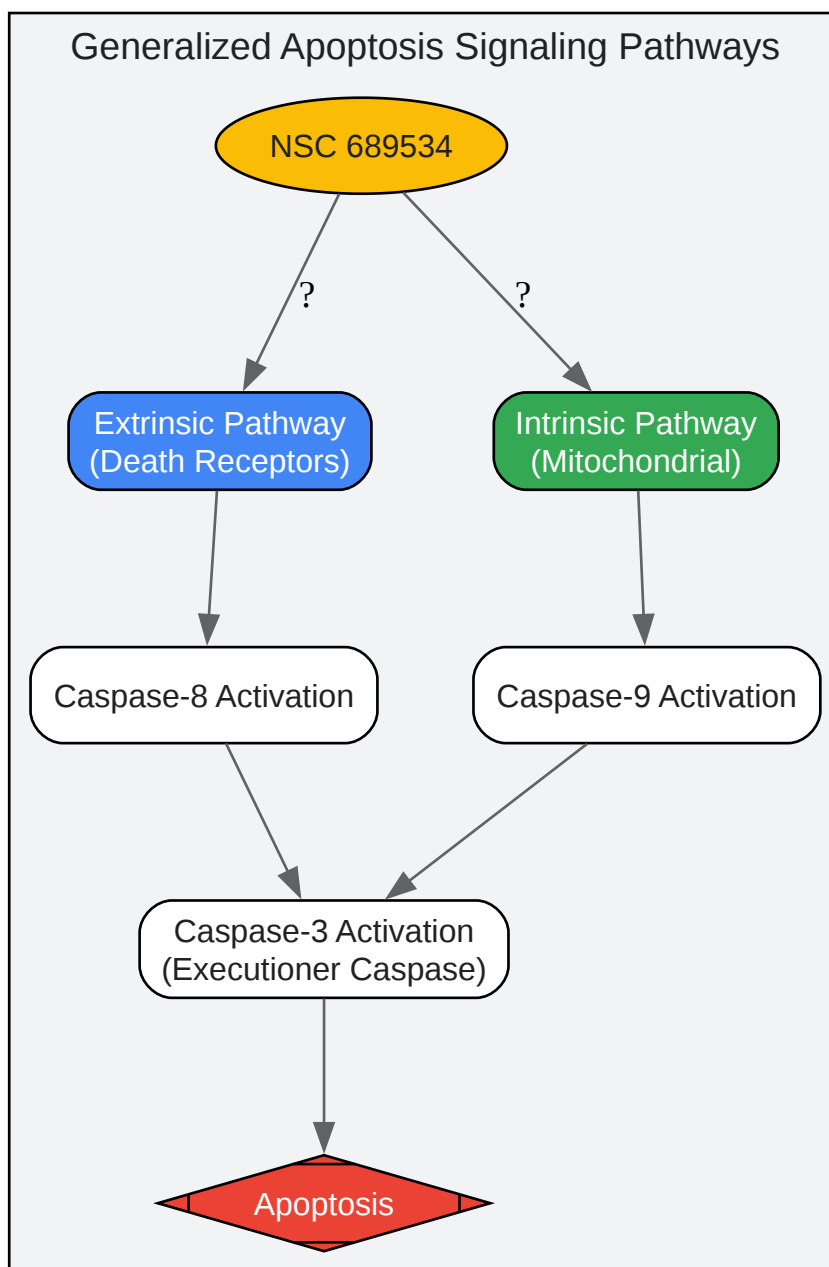 Generalized Apoptosis Signaling Pathways
NSC 689534
?
?
Extrinsic Pathway
(Death Receptors)
Intrinsic Pathway
(Mitochondrial)
Caspase-8 Activation
Caspase-9 Activation
Caspase-3 Activation
(Executioner Caspase)
Apoptosis